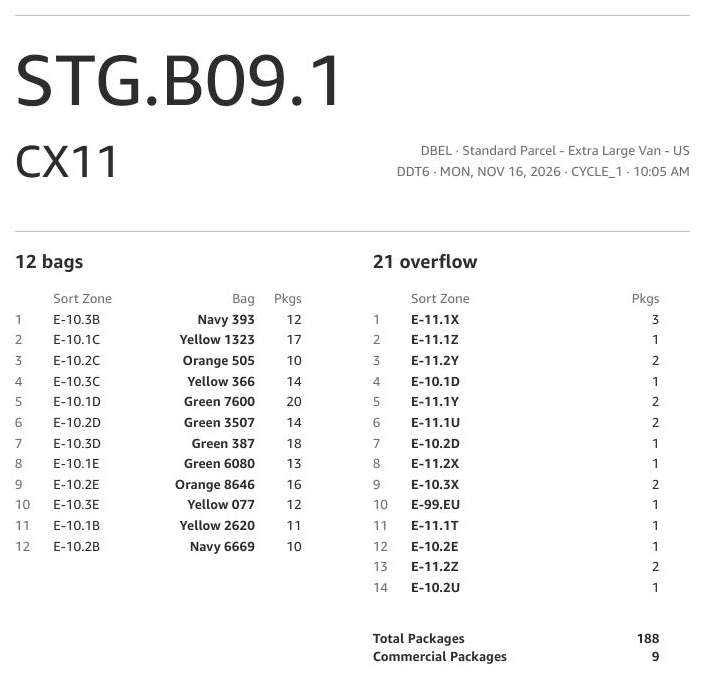 STG.B09.1
CX11
DBEL · Standard Parcel - Extra Large Van - US
DDT6 · MON, NOV 16, 2026 · CYCLE_1 · 10:05 AM
12 bags
Sort Zone Bag Pkgs
1 E-10.3B Navy 393 12
2 E-10.1C Yellow 1323 17
3 E-10.2C Orange 505 10
4 E-10.3C Yellow 366 14
5 E-10.1D Green 7600 20
6 E-10.2D Green 3507 14
7 E-10.3D Green 387 18
8 E-10.1E Green 6080 13
9 E-10.2E Orange 8646 16
10 E-10.3E Yellow 077 12
11 E-10.1B Yellow 2620 11
12 E-10.2B Navy 6669 10
21 overflow
Sort Zone Pkgs
1 E-11.1X 3
2 E-11.1Z 1
3 E-11.2Y 2
4 E-10.1D 1
5 E-11.1Y 2
6 E-11.1U 2
7 E-10.2D 1
8 E-11.2X 1
9 E-10.3X 2
10 E-99.EU 1
11 E-11.1T 1
12 E-10.2E 1
13 E-11.2Z 2
14 E-10.2U 1
Total Packages 188
Commercial Packages 9